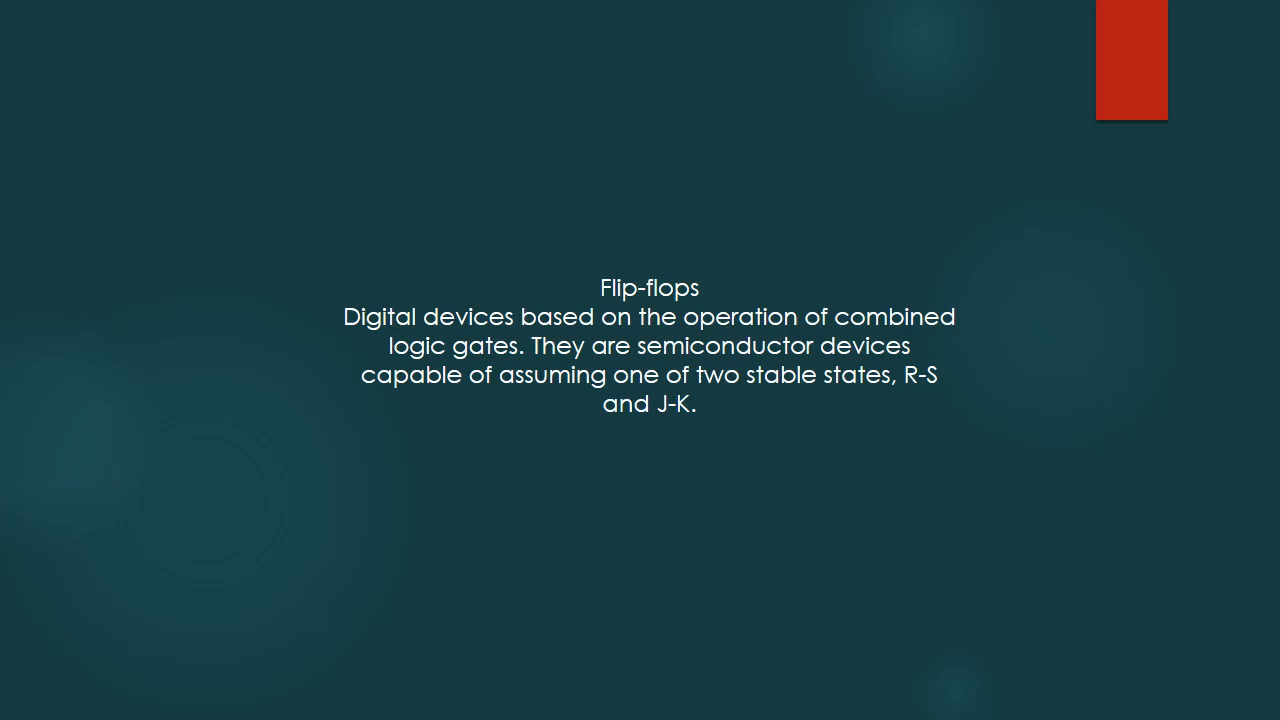 Flip-flops
Digital devices based on the operation of combined
logic gates. They are semiconductor devices
capable of assuming one of two stable states, R-S
and J-K.